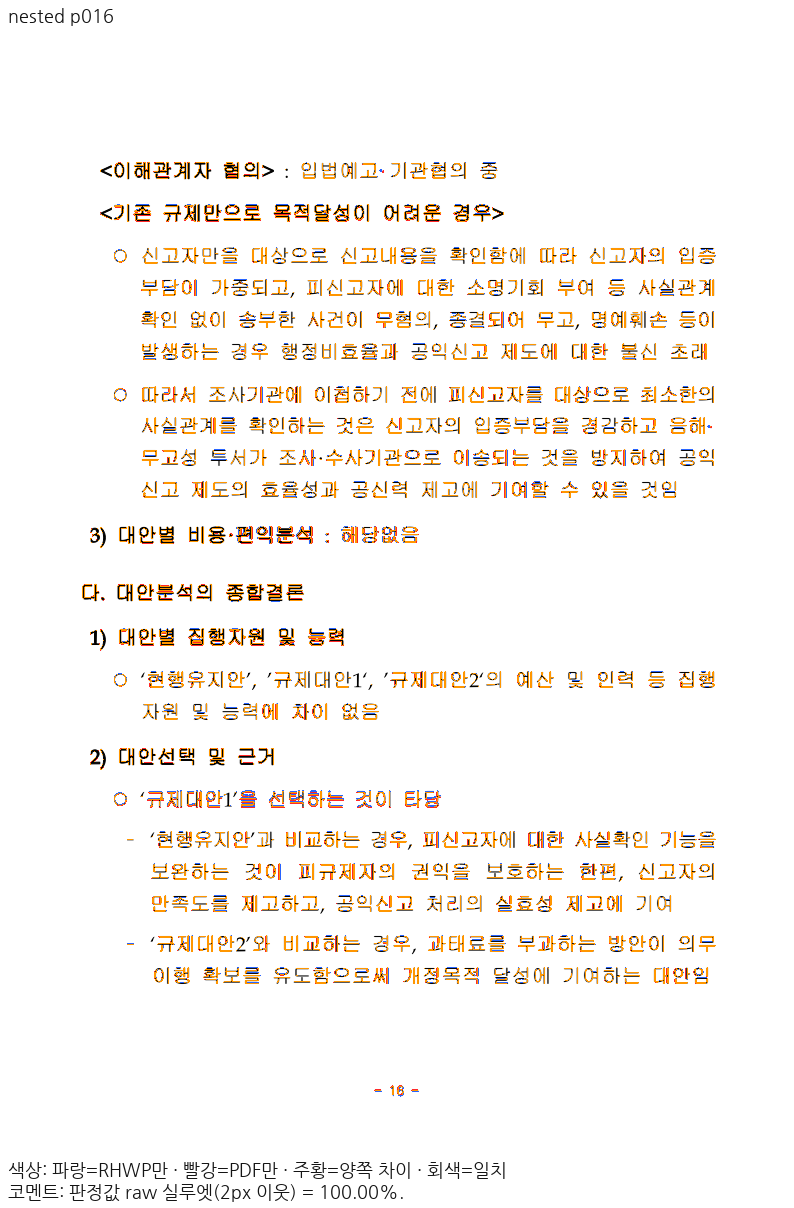 nested p016
<이해관계자 협의> : 입법예고·기관협의 중
<기존 규제만으로 목적달성이 어려운 경우>
○ 신고자만을 대상으로 신고내용을 확인함에 따라 신고자의 입증
부담이 가중되고, 피신고자에 대한 소명기회 부여 등 사실관계
확인 없이 송부한 사건이 무혐의, 종결되어 무고, 명예훼손 등이
발생하는 경우 행정비효율과 공익신고 제도에 대한 불신 초래
○ 따라서 조사기관에 이첩하기 전에 피신고자를 대상으로 최소한의
사실관계를 확인하는 것은 신고자의 입증부담을 경감하고 음해·
무고성 투서가 조사·수사기관으로 이송되는 것을 방지하여 공익
신고 제도의 효율성과 공신력 제고에 기여할 수 있을 것임
3) 대안별 비용·편익분석 : 해당없음
다. 대안분석의 종합결론
1) 대안별 집행자원 및 능력
○ ‘현행유지안’, ’규제대안1‘, ’규제대안2‘의 예산 및 인력 등 집행
자원 및 능력에 차이 없음
2) 대안선택 및 근거
○ ‘규제대안1’을 선택하는 것이 타당
- ‘현행유지안’과 비교하는 경우, 피신고자에 대한 사실확인 기능을
보완하는 것이 피규제자의 권익을 보호하는 한편, 신고자의
만족도를 제고하고, 공익신고 처리의 실효성 제고에 기여
- ‘규제대안2’와 비교하는 경우, 과태료를 부과하는 방안이 의무
이행 확보를 유도함으로써 개정목적 달성에 기여하는 대안임
- 16 -
색상: 파랑=RHWP만 · 빨강=PDF만 · 주황=양쪽 차이 · 회색=일치
코멘트: 판정값 raw 실루엣(2px 이웃) = 100.00%.